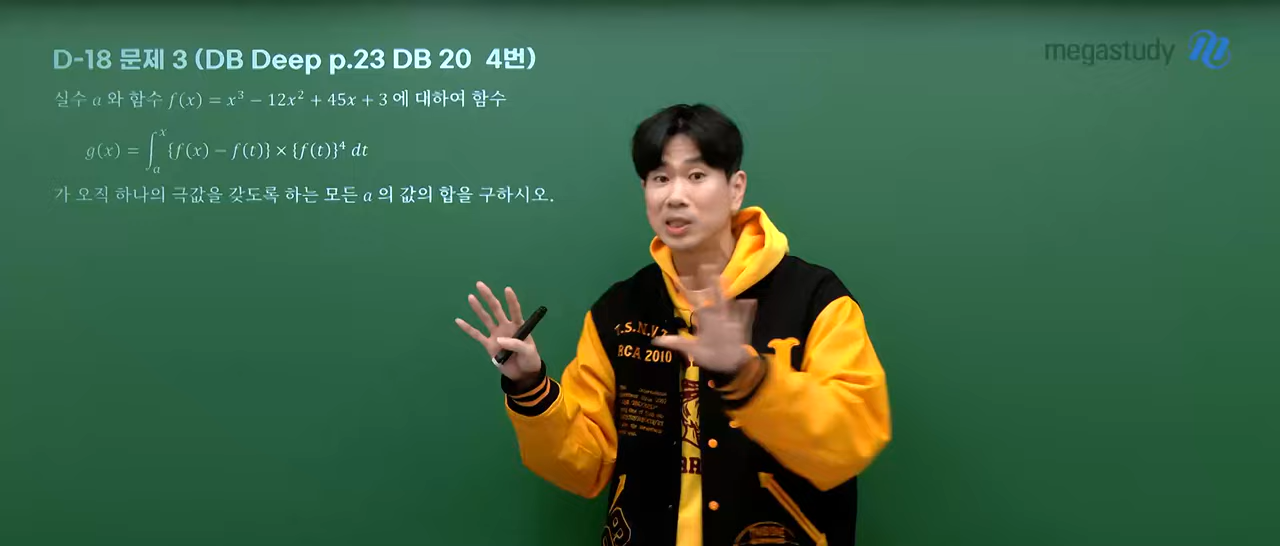 D-18 문제 3 (DB Deep p.23 DB 20 4번)
megastudy
실수 a 와 함수 f(x) = x³ − 12x² + 45x + 3 에 대하여 함수
g(x) = ∫ₐˣ {f(x) − f(t)} × {f(t)}⁴ dt
가 오직 하나의 극값을 갖도록 하는 모든 a 의 값의 합을 구하시오.
T.S.N.V.T
RCA 2010